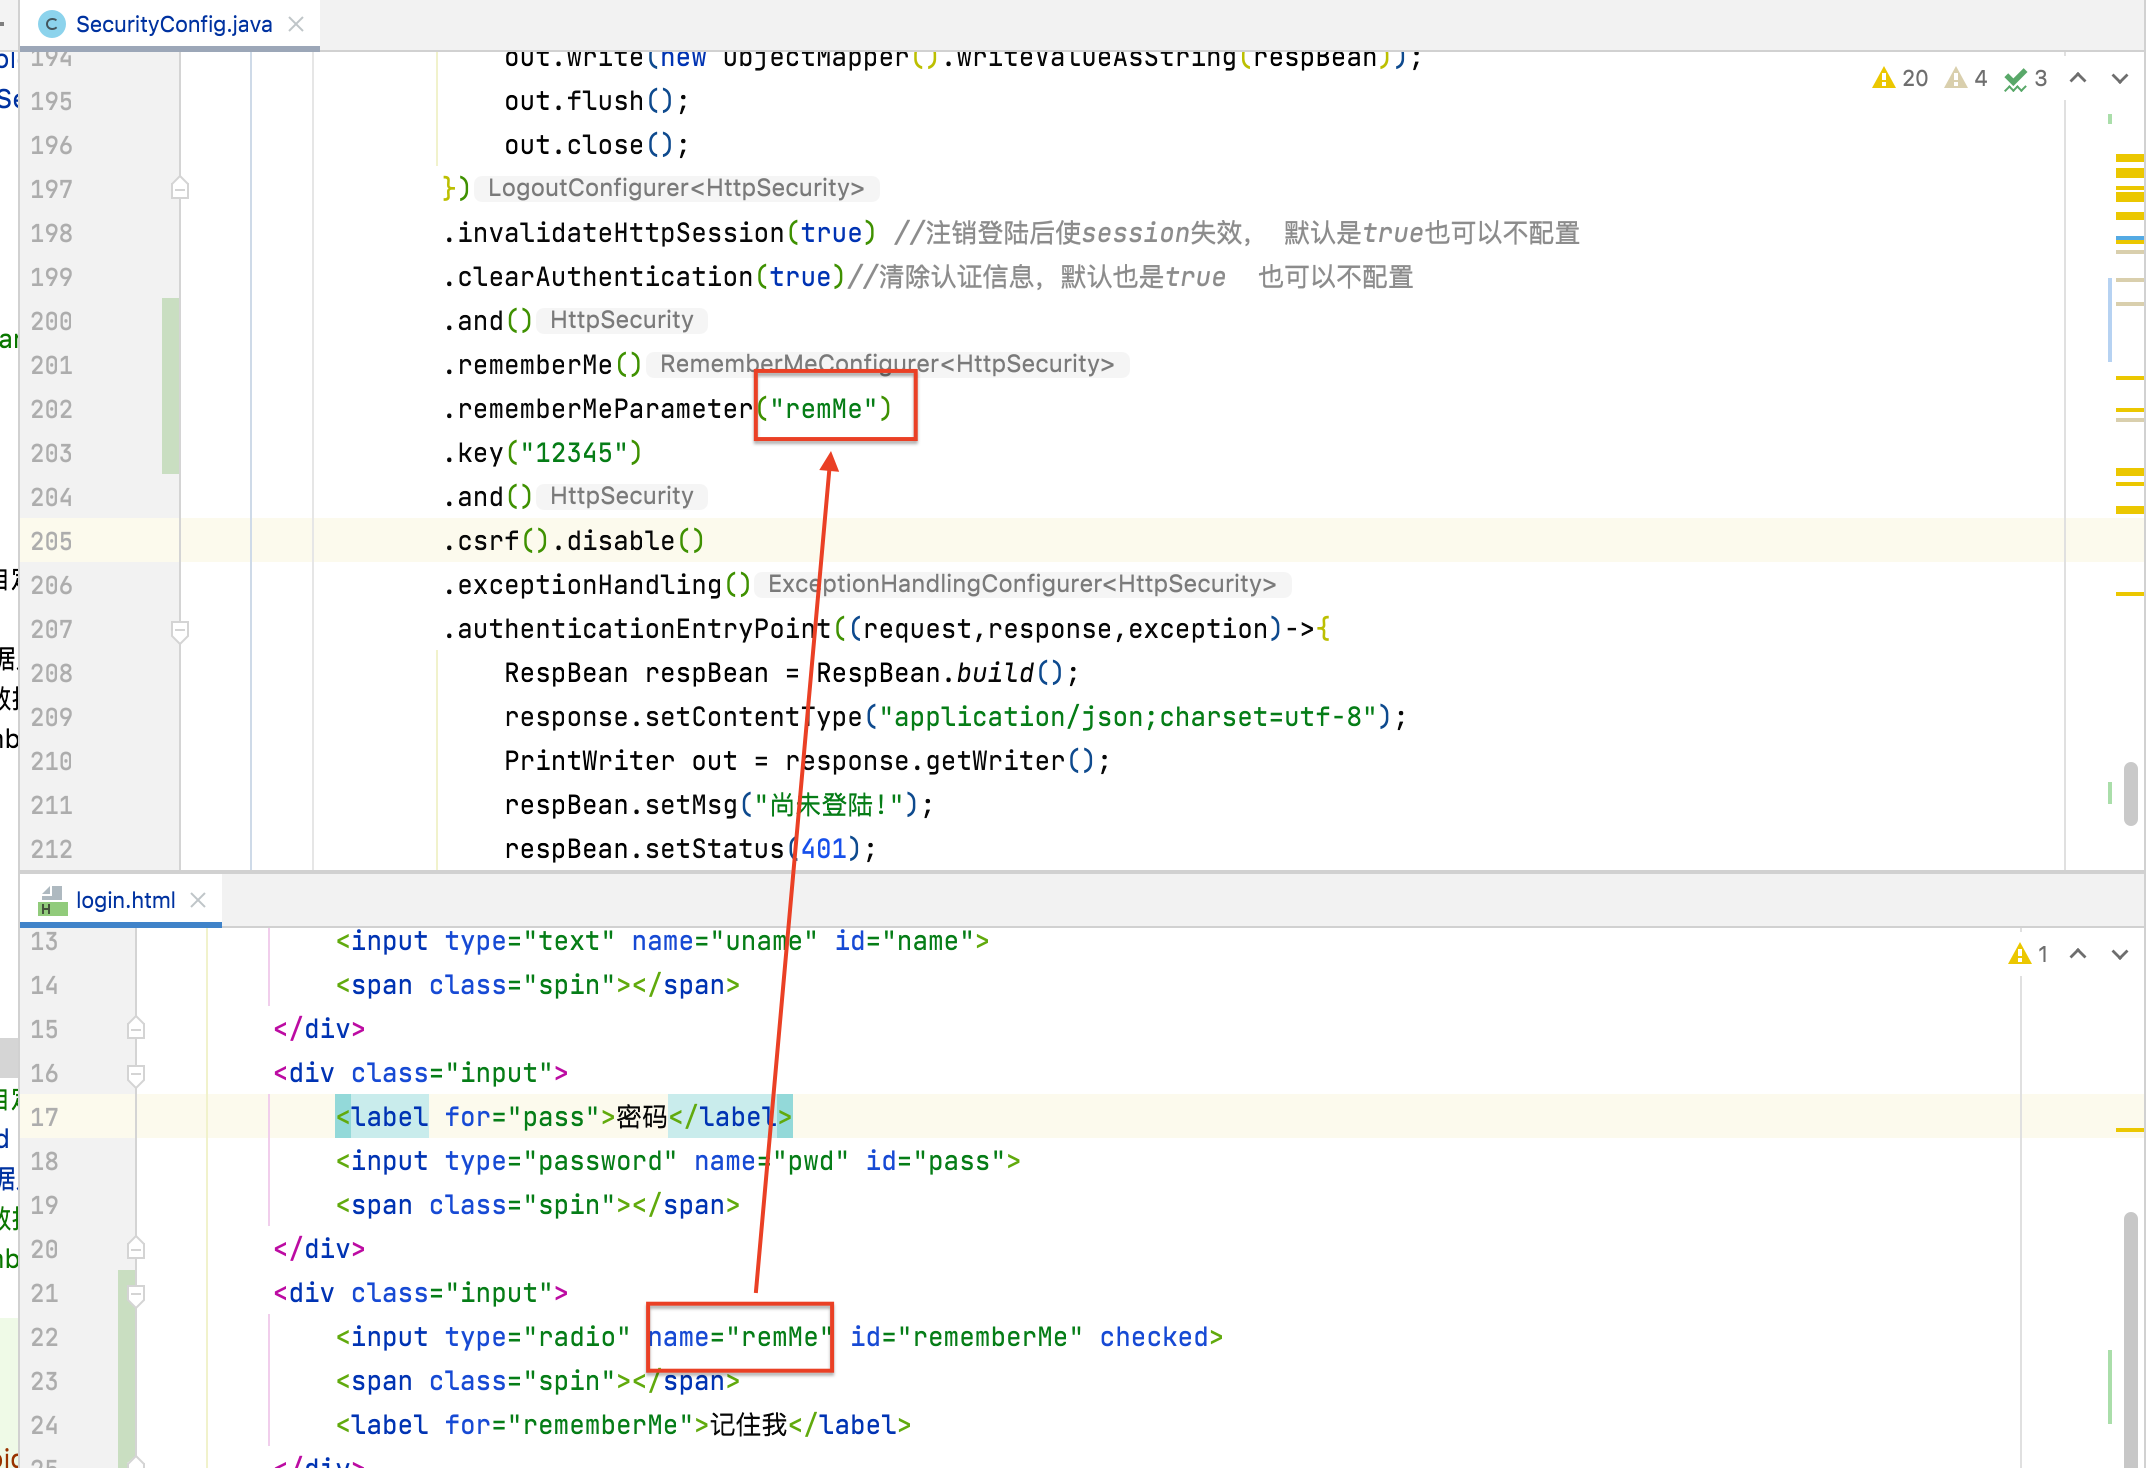 SecurityConfig.java
194 out.write(new ObjectMapper().writeValueAsString(respBean));
20 4 3
195 out.flush();
196 out.close();
197 }) LogoutConfigurer<HttpSecurity>
198 .invalidateHttpSession(true) //注销登陆后使session失效， 默认是true也可以不配置
199 .clearAuthentication(true)//清除认证信息，默认也是true 也可以不配置
200 .and() HttpSecurity
201 .rememberMe() RememberMeConfigurer<HttpSecurity>
202 .rememberMeParameter("remMe")
203 .key("12345")
204 .and() HttpSecurity
205 .csrf().disable()
206 .exceptionHandling() ExceptionHandlingConfigurer<HttpSecurity>
207 .authenticationEntryPoint((request,response,exception)->{
208 RespBean respBean = RespBean.build();
209 response.setContentType("application/json;charset=utf-8");
210 PrintWriter out = response.getWriter();
211 respBean.setMsg("尚未登陆!");
212 respBean.setStatus(401);
login.html
13 <input type="text" name="uname" id="name">
1
14 <span class="spin"></span>
15 </div>
16 <div class="input">
17 <label for="pass">密码</label>
18 <input type="password" name="pwd" id="pass">
19 <span class="spin"></span>
20 </div>
21 <div class="input">
22 <input type="radio" name="remMe" id="rememberMe" checked>
23 <span class="spin"></span>
24 <label for="rememberMe">记住我</label>
25 </div>